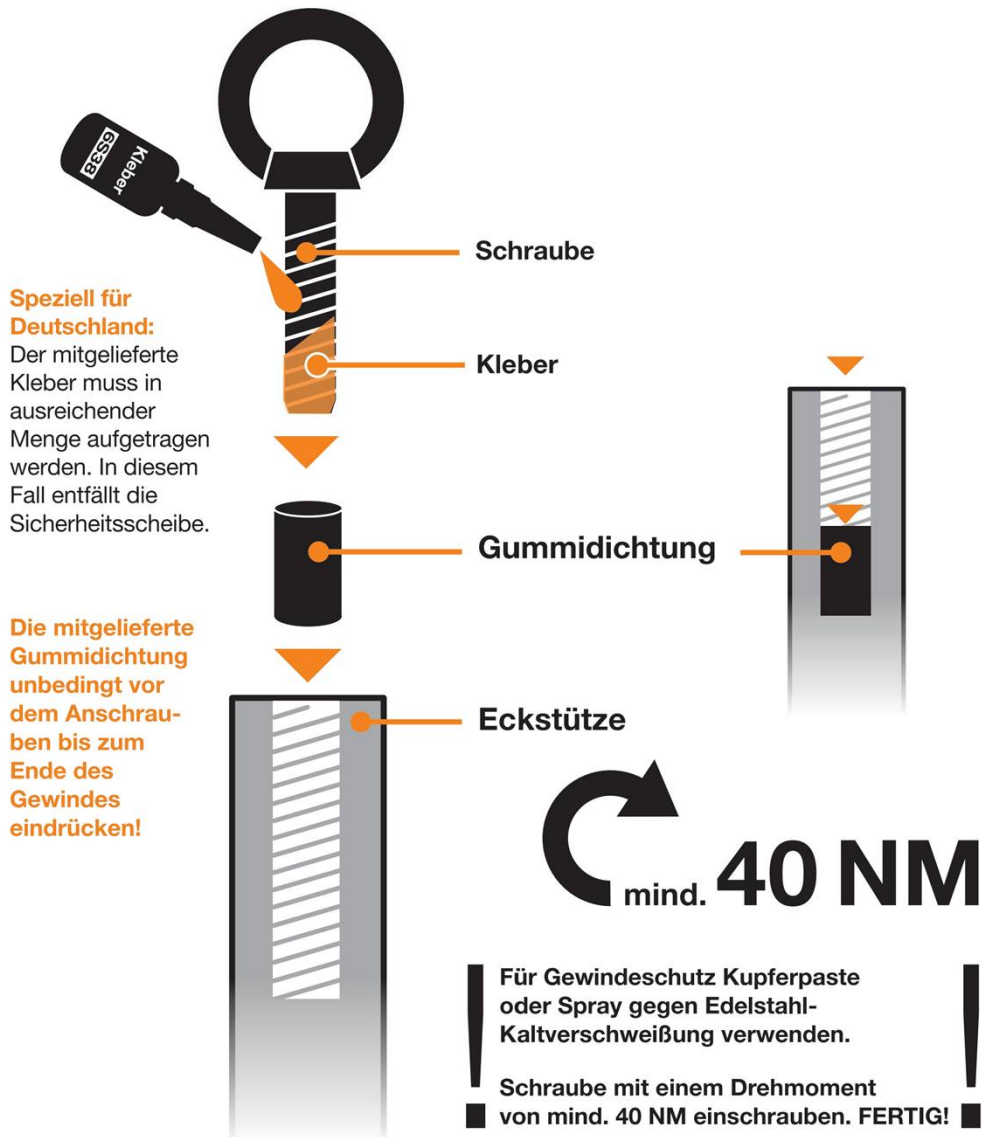 Kleber
6S38
Schraube
Speziell für
Deutschland:
Der mitgelieferte
Kleber muss in
ausreichender
Menge aufgetragen
werden. In diesem
Fall entfällt die
Sicherheitsscheibe.
Kleber
Gummidichtung
Die mitgelieferte
Gummidichtung
unbedingt vor
dem Anschrau-
ben bis zum
Ende des
Gewindes
eindrücken!
Eckstütze
mind. 40 NM
Für Gewindeschutz Kupferpaste
oder Spray gegen Edelstahl-
Kaltverschweißung verwenden.
Schraube mit einem Drehmoment
von mind. 40 NM einschrauben. FERTIG!